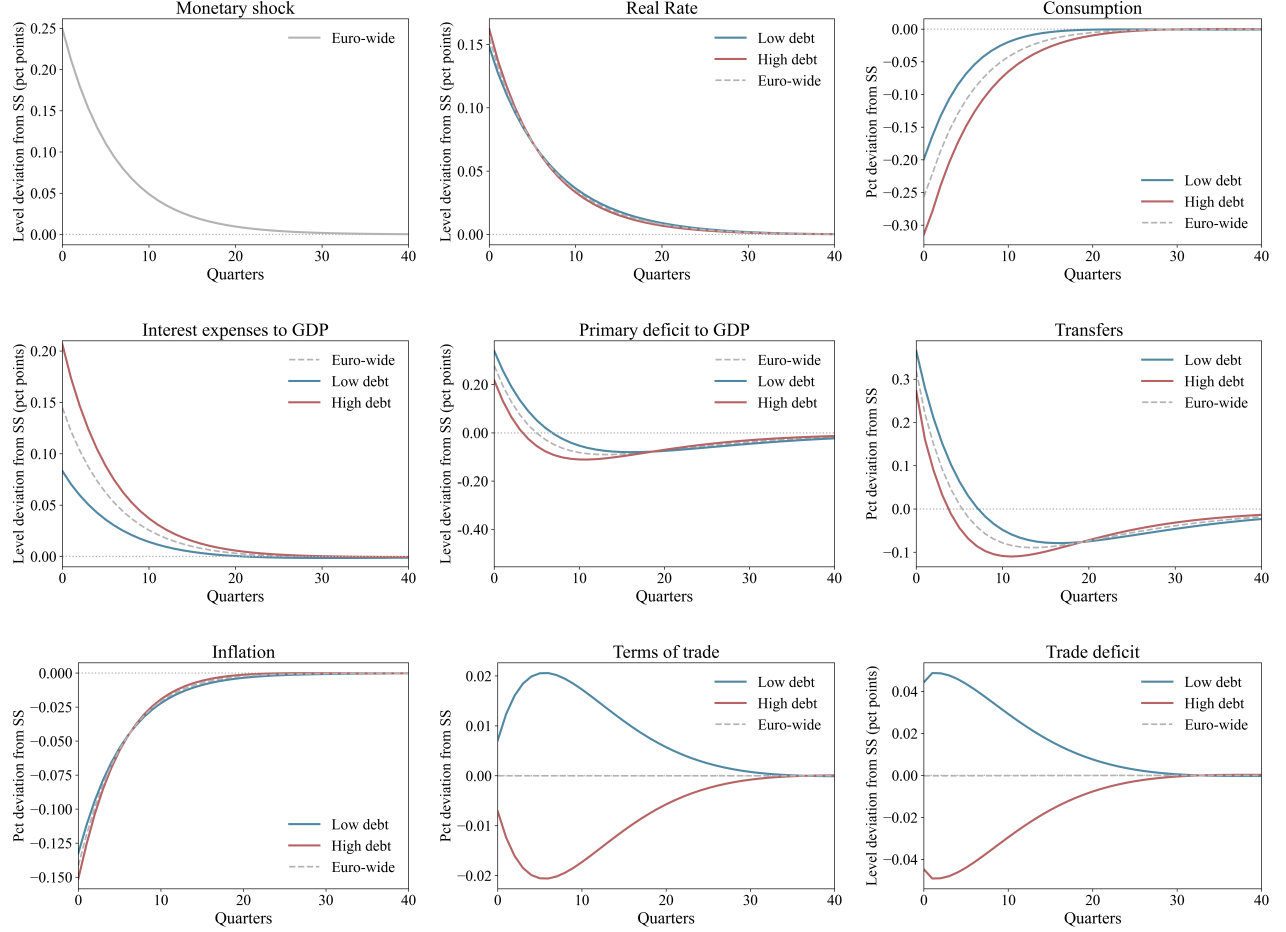 Monetary shock
Level deviation from SS (pct points)
0.25
0.20
0.15
0.10
0.05
0.00
Euro-wide
0 10 20 30 40
Quarters
Real Rate
Level deviation from SS (pct points)
0.15
0.10
0.05
0.00
Low debt
High debt
Euro-wide
0 10 20 30 40
Quarters
Consumption
Pct deviation from SS
0.00
−0.05
−0.10
−0.15
−0.20
−0.25
−0.30
Low debt
High debt
Euro-wide
0 10 20 30 40
Quarters
Interest expenses to GDP
Level deviation from SS (pct points)
0.20
0.15
0.10
0.05
0.00
Euro-wide
Low debt
High debt
0 10 20 30 40
Quarters
Primary deficit to GDP
Level deviation from SS (pct points)
0.20
0.00
-0.20
-0.40
Euro-wide
Low debt
High debt
0 10 20 30 40
Quarters
Transfers
Pct deviation from SS
0.3
0.2
0.1
0.0
−0.1
Low debt
High debt
Euro-wide
0 10 20 30 40
Quarters
Inflation
Pct deviation from SS
0.000
−0.025
−0.050
−0.075
−0.100
−0.125
−0.150
Low debt
High debt
Euro-wide
0 10 20 30 40
Quarters
Terms of trade
Pct deviation from SS
0.02
0.01
0.00
−0.01
−0.02
Low debt
High debt
Euro-wide
0 10 20 30 40
Quarters
Trade deficit
Level deviation from SS (pct points)
0.04
0.02
0.00
−0.02
−0.04
Low debt
High debt
Euro-wide
0 10 20 30 40
Quarters